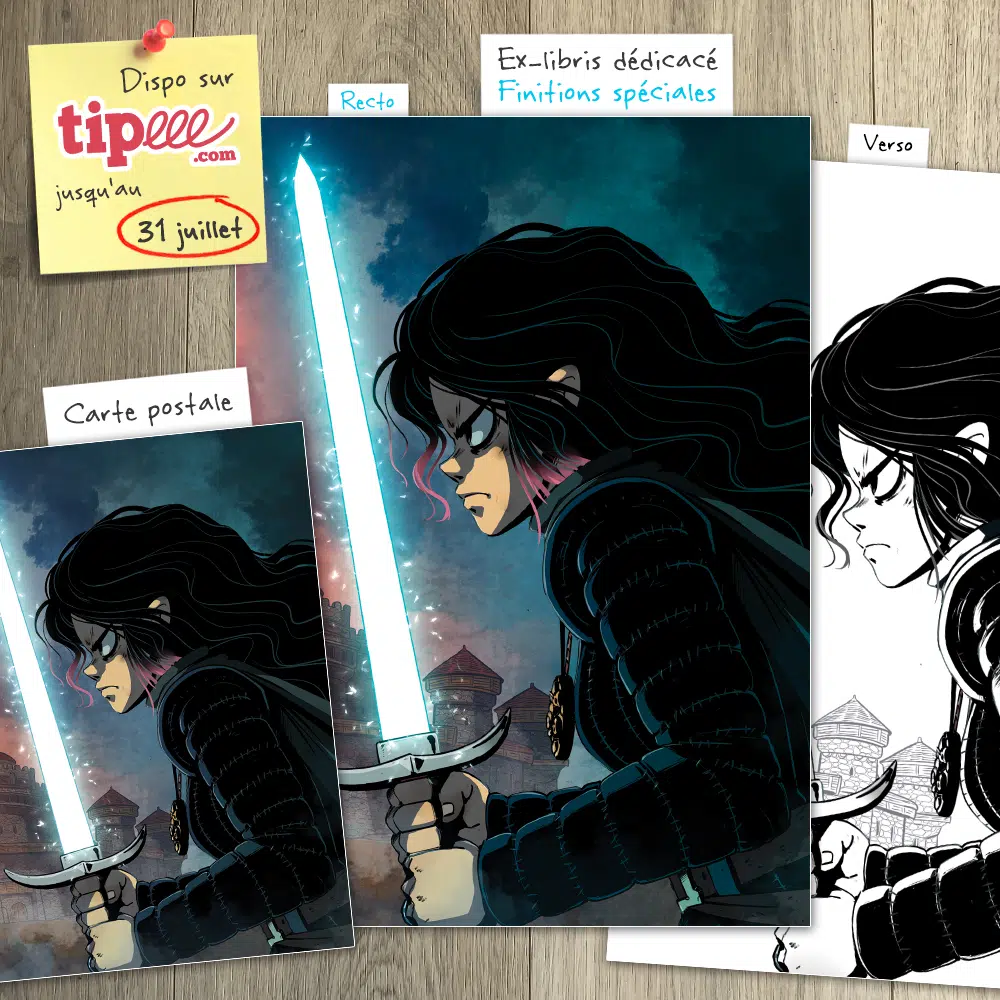 Dispo sur
tipeee
.com
jusqu'au
31 juillet
Recto
Ex-libris dédicacé
Finitions spéciales
Verso
Carte postale